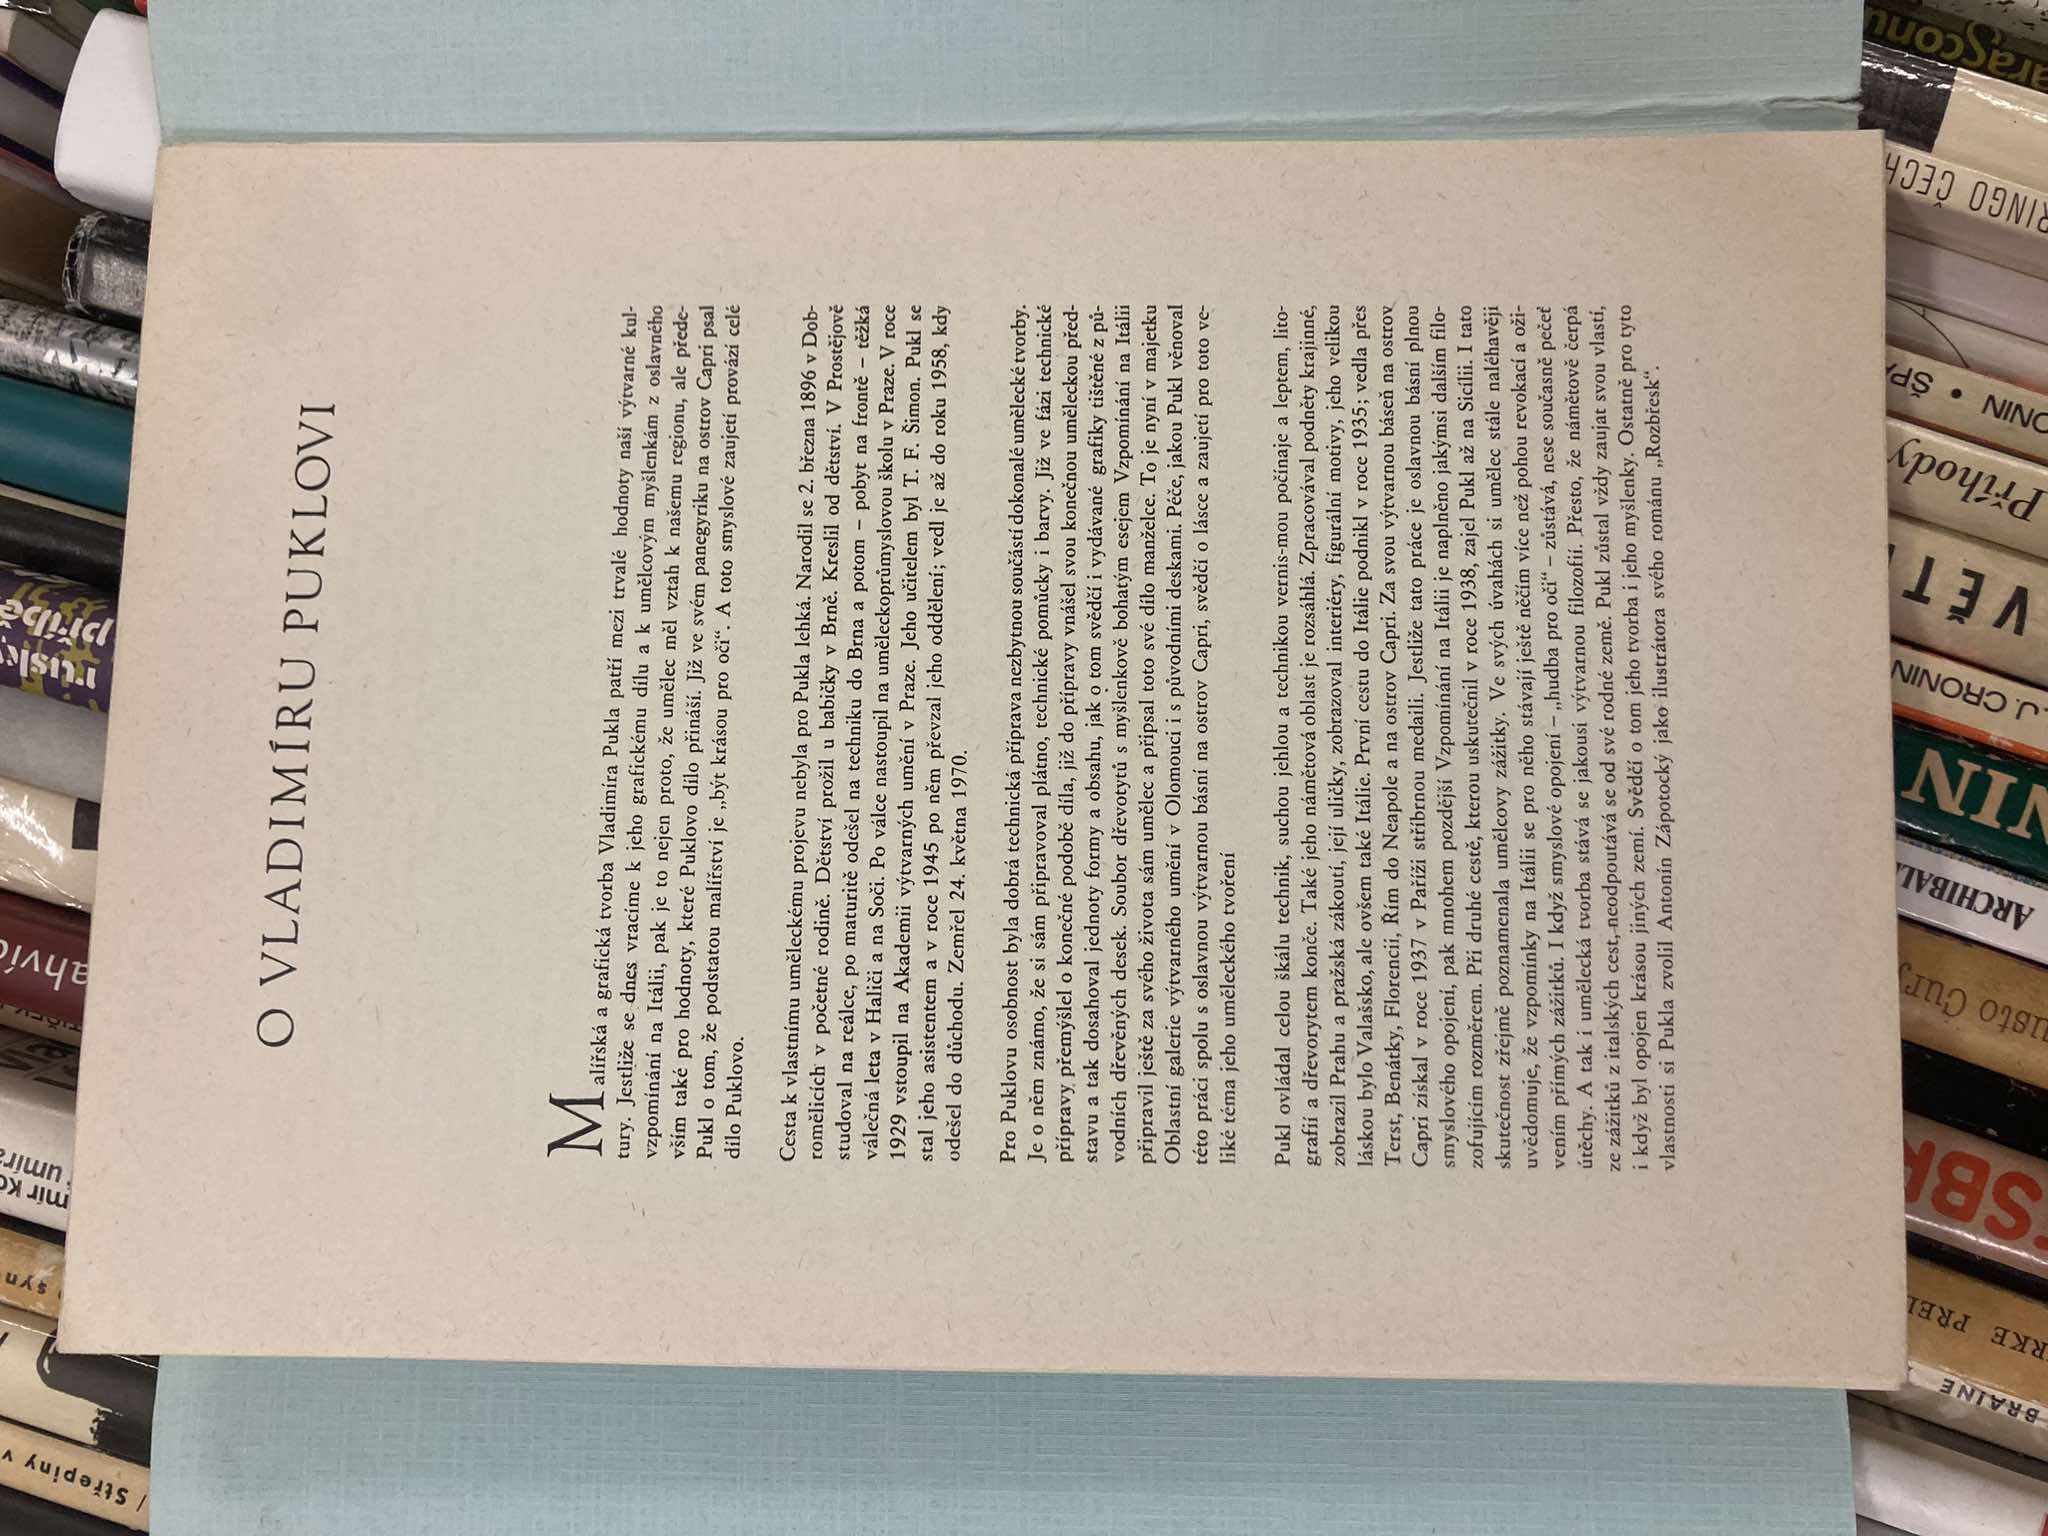 O VLADIMÍRU PUKLOVI
Malířská a grafická tvorba Vladimíra Pukla patří mezi trvalé hodnoty naší výtvarné kul-
tury. Jestliže se dnes vracíme k jeho grafickému dílu a k umělcovým myšlenkám z oslavného
vzpomínání na Itálii, pak je to nejen proto, že umělec měl vztah k našemu regionu, ale přede-
vším také pro hodnoty, které Puklovo dílo přináší. Již ve svém panegyriku na ostrov Capri psal
Pukl o tom, že podstatou malířství je „být krásou pro oči“. A toto smyslové zaujetí provází celé
dílo Puklovo.
Cesta k vlastnímu uměleckému projevu nebyla pro Pukla lehká. Narodil se 2. března 1896 v Dob-
romělicích v početné rodině. Dětství prožil u babičky v Brně. Kreslil od dětství. V Prostějově
studoval na reálce, po maturitě odešel na techniku do Brna a potom – pobyt na frontě – těžká
válečná leta v Haliči a na Soči. Po válce nastoupil na uměleckoprůmyslovou školu v Praze. V roce
1929 vstoupil na Akademii výtvarných umění v Praze. Jeho učitelem byl T. F. Šimon. Pukl se
stal jeho asistentem a v roce 1945 po něm převzal jeho oddělení; vedl je až do roku 1958, kdy
odešel do důchodu. Zemřel 24. května 1970.
Pro Puklovu osobnost byla dobrá technická příprava nezbytnou součástí dokonalé umělecké tvorby.
Je o něm známo, že si sám připravoval plátno, technické pomůcky i barvy. Již ve fázi technické
přípravy přemýšlel o konečné podobě díla, již do přípravy vnášel svou konečnou uměleckou před-
stavu a tak dosahoval jednoty formy a obsahu, jak o tom svědčí i vydávané grafiky tištěné z pů-
vodních dřevěných desek. Soubor dřevotytů s myšlenkově bohatým esejem Vzpomínání na Itálii
připravil ještě za svého života sám umělec a připsal toto své dílo manželce. To je nyní v majetku
Oblastní galerie výtvarného umění v Olomouci i s původními deskami. Péče, jakou Pukl věnoval
této práci spolu s oslavnou výtvarnou básní na ostrov Capri, svědčí o lásce a zaujetí pro toto ve-
liké téma jeho uměleckého tvoření
Pukl ovládal celou škálu technik, suchou jehlou a technikou vernis-mou počínaje a leptem, lito-
grafií a dřevorytem konče. Také jeho námětová oblast je rozsáhlá. Zpracovával podněty krajinné,
zobrazil Prahu a pražská zákoutí, její uličky, zobrazoval interiéry, figurální motivy, jeho velikou
láskou bylo Valašsko, ale ovšem také Itálie. První cestu do Itálie podnikl v roce 1935; vedla přes
Terst, Benátky, Florencii, Řím do Neapole a na ostrov Capri. Za svou výtvarnou báseň na ostrov
Capri získal v roce 1937 v Paříži stříbrnou medaili. Jestliže tato práce je oslavnou básní plnou
smyslového opojení, pak mnohem pozdější Vzpomínání na Itálii je naplněno jakýmsi dalším filo-
zofujícím rozměrem. Při druhé cestě, kterou uskutečnil v roce 1938, zajel Pukl až na Sicílii. I tato
skutečnost zřejmě poznamenala umělcovy zážitky. Ve svých úvahách si umělec stále naléhavěji
uvědomuje, že vzpomínky na Itálii se pro něho stávají ještě něčím více než pohou revokací a oži-
vením přímých zážitků. I když smyslové opojení – „hudba pro oči“ – zůstává, nese současně pečeť
útěchy. A tak i umělecká tvorba stává se jakousi výtvarnou filozofií. Přesto, že námětově čerpá
ze zážitků z italských cest, neodpoutává se od své rodné země. Pukl zůstal vždy zaujat svou vlastí,
i když byl opojen krásou jiných zemí. Svědčí o tom jeho tvorba i jeho myšlenky. Ostatně pro tyto
vlastnosti si Pukla zvolil Antonín Zápotocký jako ilustrátora svého románu „Rozbřesk“.
RINGO ČECH
Příhody
VĚT
J. CRONIN
NIN
ARCHIBAL
usto Cury
SBK
BRAINE
Střepiny v
příbě